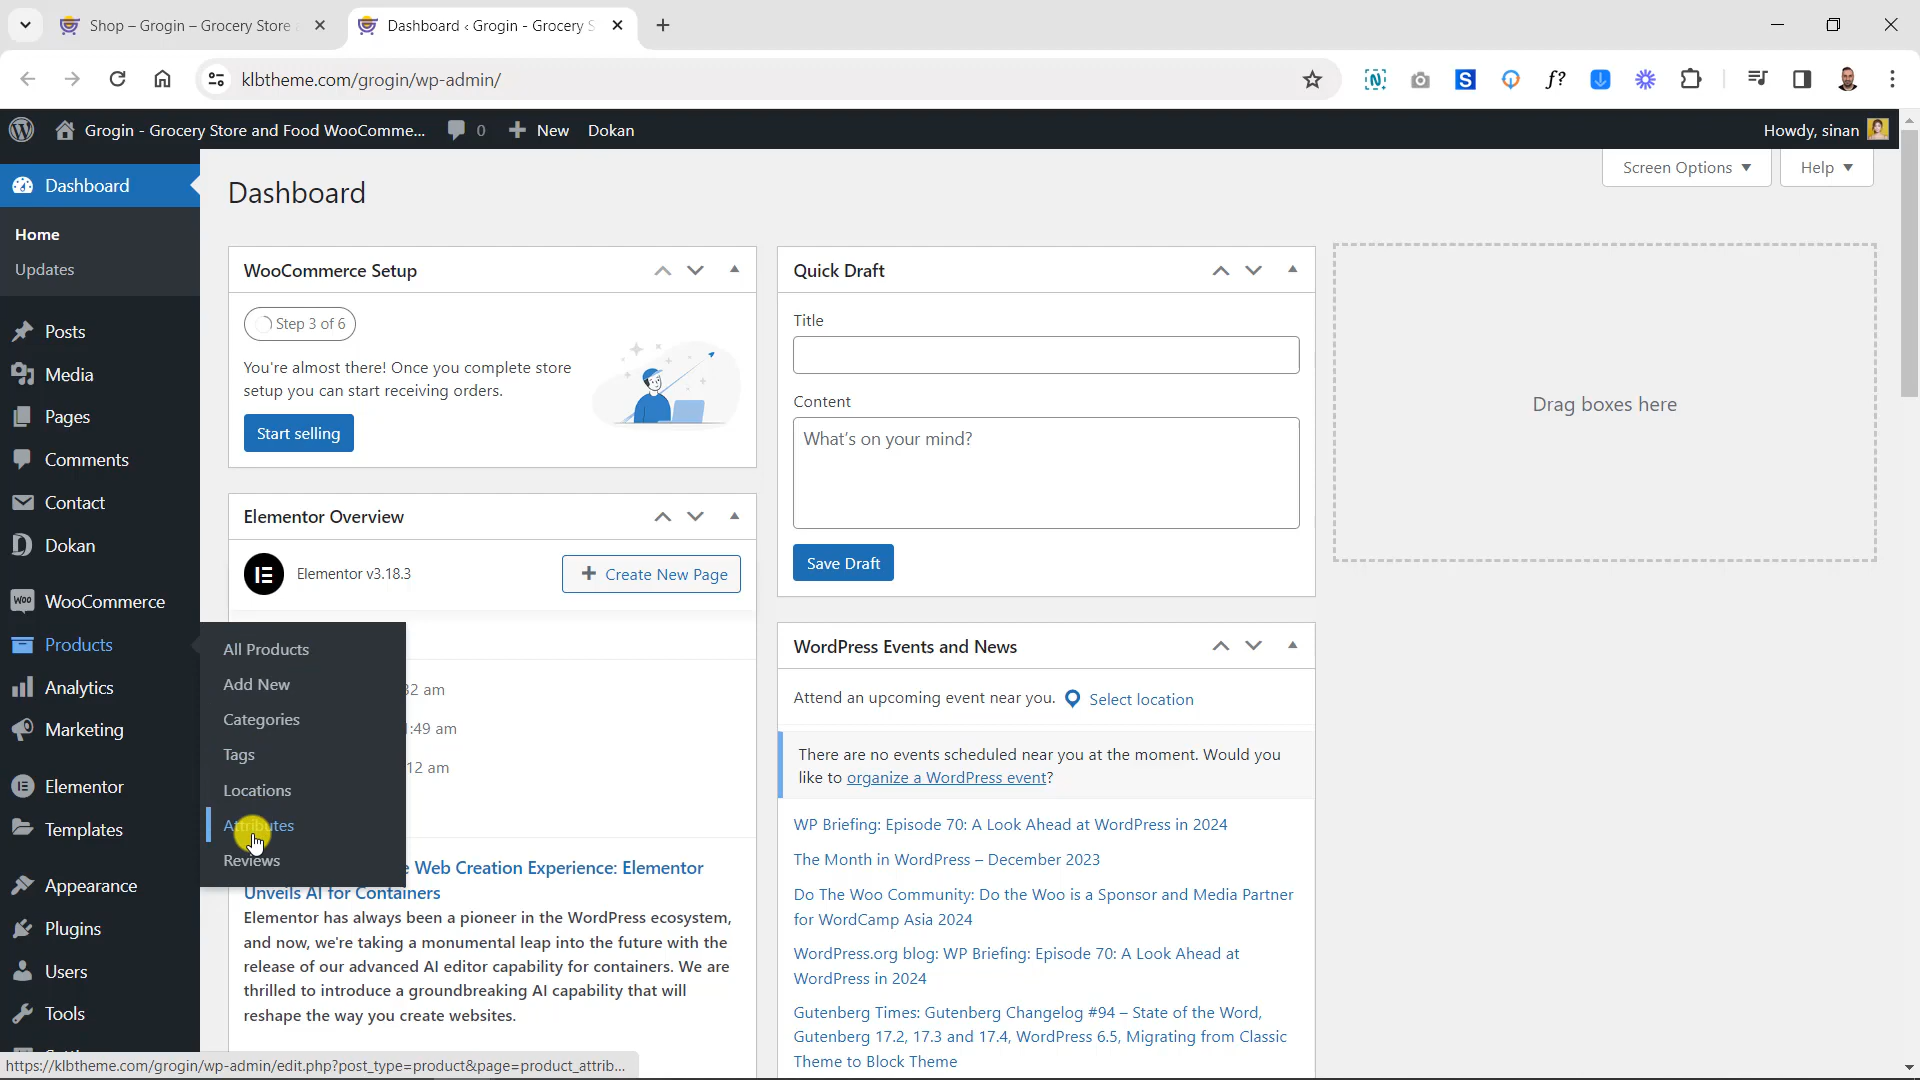 Shop – Grogin – Grocery Store
Dashboard ‹ Grogin - Grocery S
klbtheme.com/grogin/wp-admin/
Grogin - Grocery Store and Food WooComme...
0
New
Dokan
Howdy, sinan
Screen Options
Help
Dashboard
Home
Updates
Posts
Media
Pages
Comments
Contact
Dokan
WooCommerce
Products
Analytics
Marketing
Elementor
Templates
Appearance
Plugins
Users
Tools
All Products
Add New
Categories
Tags
Locations
Attributes
Reviews
Dashboard
WooCommerce Setup
Step 3 of 6
You're almost there! Once you complete store
setup you can start receiving orders.
Start selling
Elementor Overview
Elementor v3.18.3
Create New Page
32 am
:49 am
12 am
Web Creation Experience: Elementor
Unveils AI for Containers
Elementor has always been a pioneer in the WordPress ecosystem,
and now, we're taking a monumental leap into the future with the
release of our advanced AI editor capability for containers. We are
thrilled to introduce a groundbreaking AI capability that will
reshape the way you create websites.
Quick Draft
Title
Content
What's on your mind?
Save Draft
WordPress Events and News
Attend an upcoming event near you. Select location
There are no events scheduled near you at the moment. Would you
like to organize a WordPress event?
WP Briefing: Episode 70: A Look Ahead at WordPress in 2024
The Month in WordPress – December 2023
Do The Woo Community: Do the Woo is a Sponsor and Media Partner
for WordCamp Asia 2024
WordPress.org blog: WP Briefing: Episode 70: A Look Ahead at
WordPress in 2024
Gutenberg Times: Gutenberg Changelog #94 – State of the Word,
Gutenberg 17.2, 17.3 and 17.4, WordPress 6.5, Migrating from Classic
Theme to Block Theme
Drag boxes here
https://klbtheme.com/grogin/wp-admin/edit.php?post_type=product&page=product_attrib...